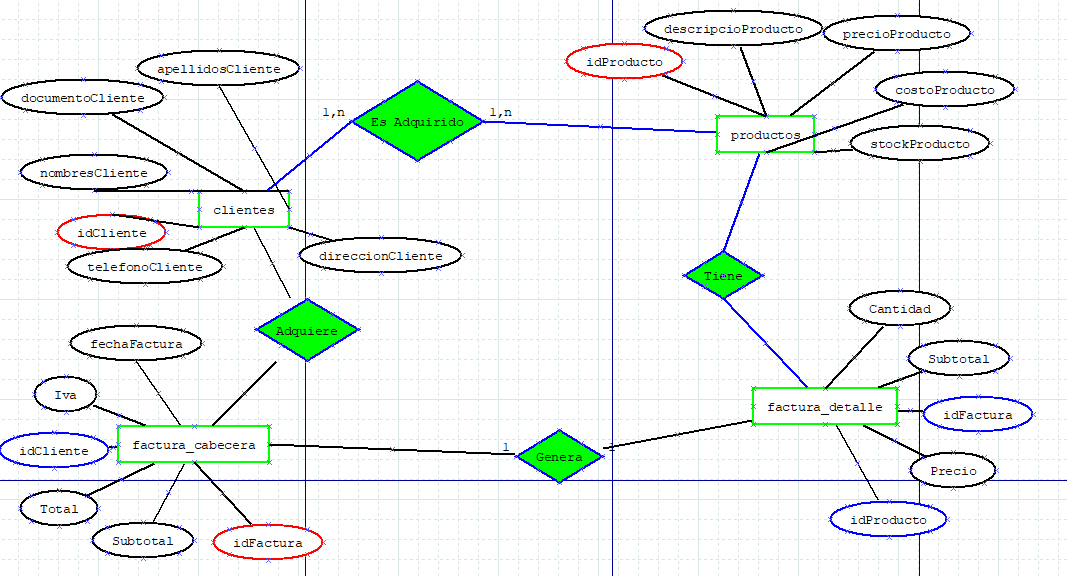 descripcioProducto
precioProducto
apellidosCliente
idProducto
documentoCliente
costoProducto
1,n
Es Adquirido
1,n
productos
stockProducto
nombresCliente
clientes
idCliente
direccionCliente
telefonoCliente
Tiene
Cantidad
Adquiere
fechaFactura
Subtotal
Iva
factura_detalle
idFactura
factura_cabecera
idCliente
1
Genera
1
Precio
Total
idProducto
Subtotal
idFactura